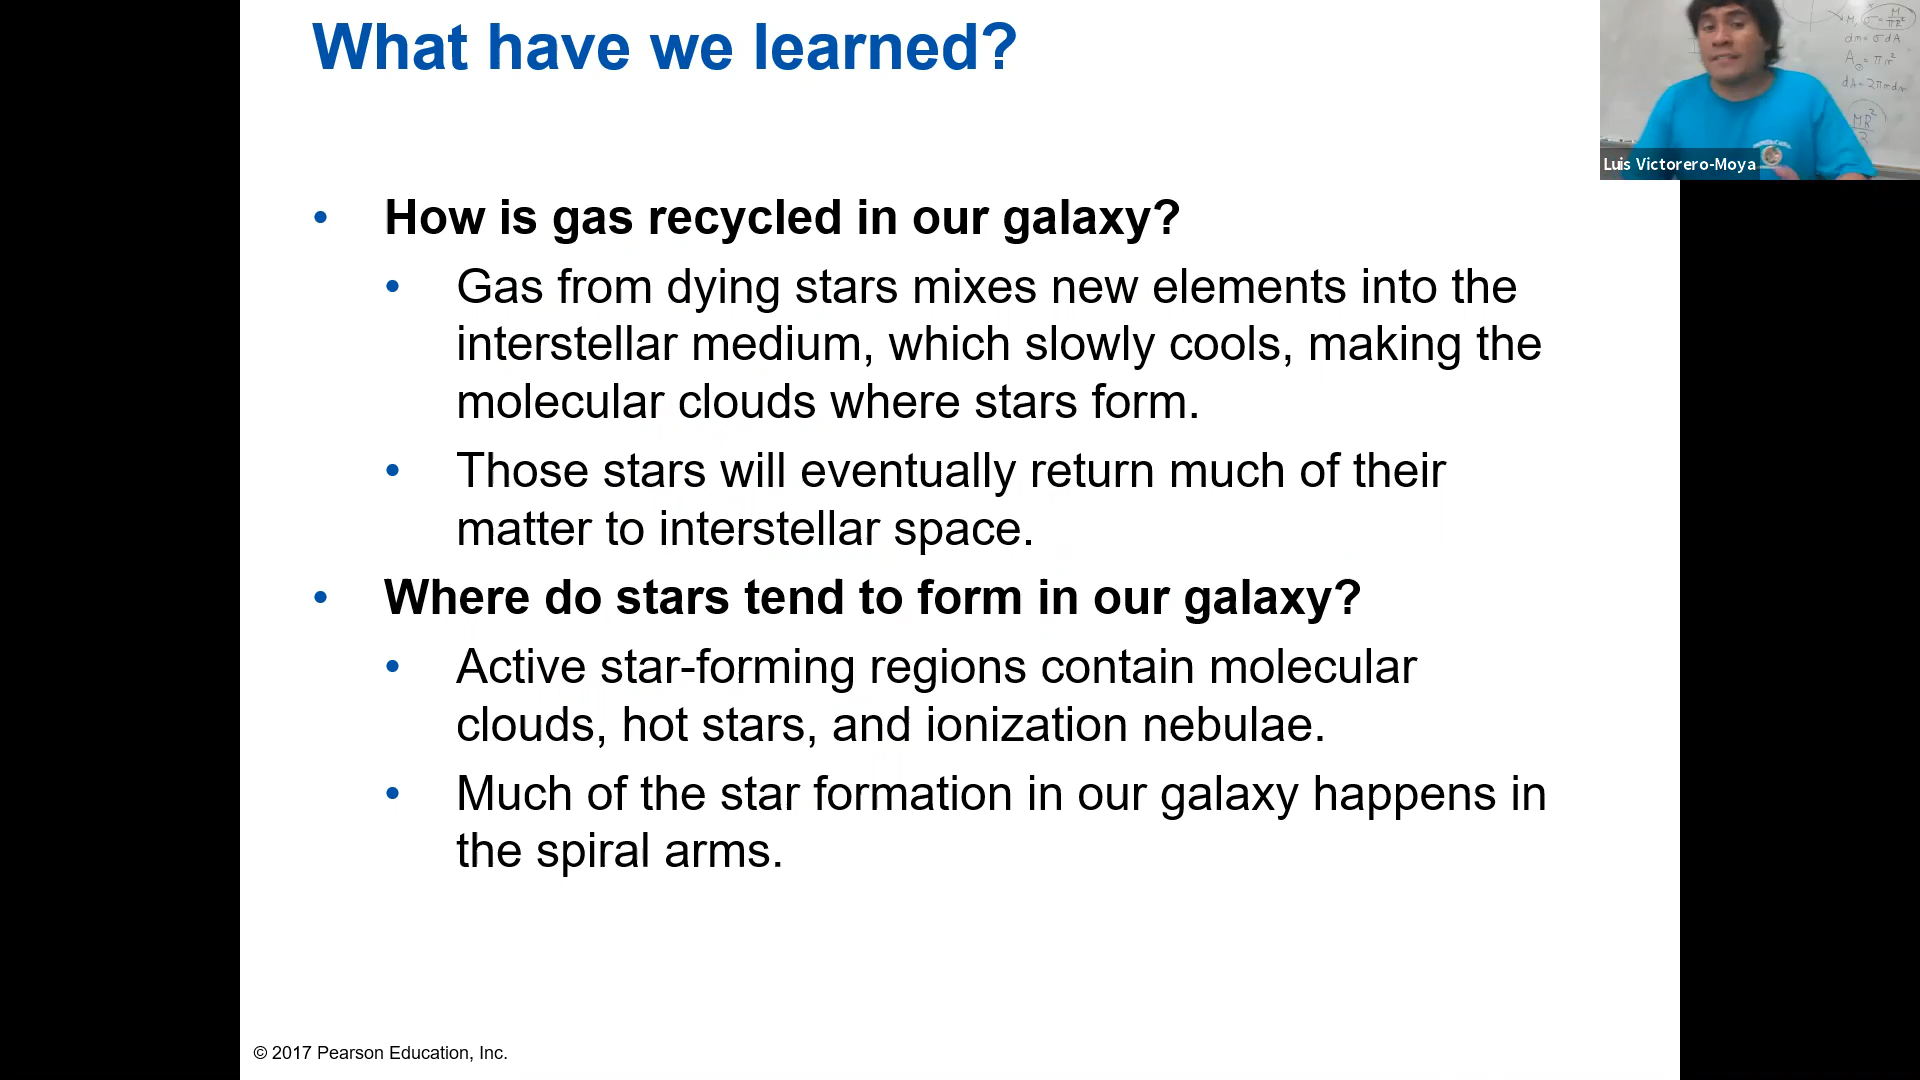 What have we learned?
• How is gas recycled in our galaxy?
• Gas from dying stars mixes new elements into the
interstellar medium, which slowly cools, making the
molecular clouds where stars form.
• Those stars will eventually return much of their
matter to interstellar space.
• Where do stars tend to form in our galaxy?
• Active star-forming regions contain molecular
clouds, hot stars, and ionization nebulae.
• Much of the star formation in our galaxy happens in
the spiral arms.
© 2017 Pearson Education, Inc.
Luis Victorero-Moya
dm = σdA